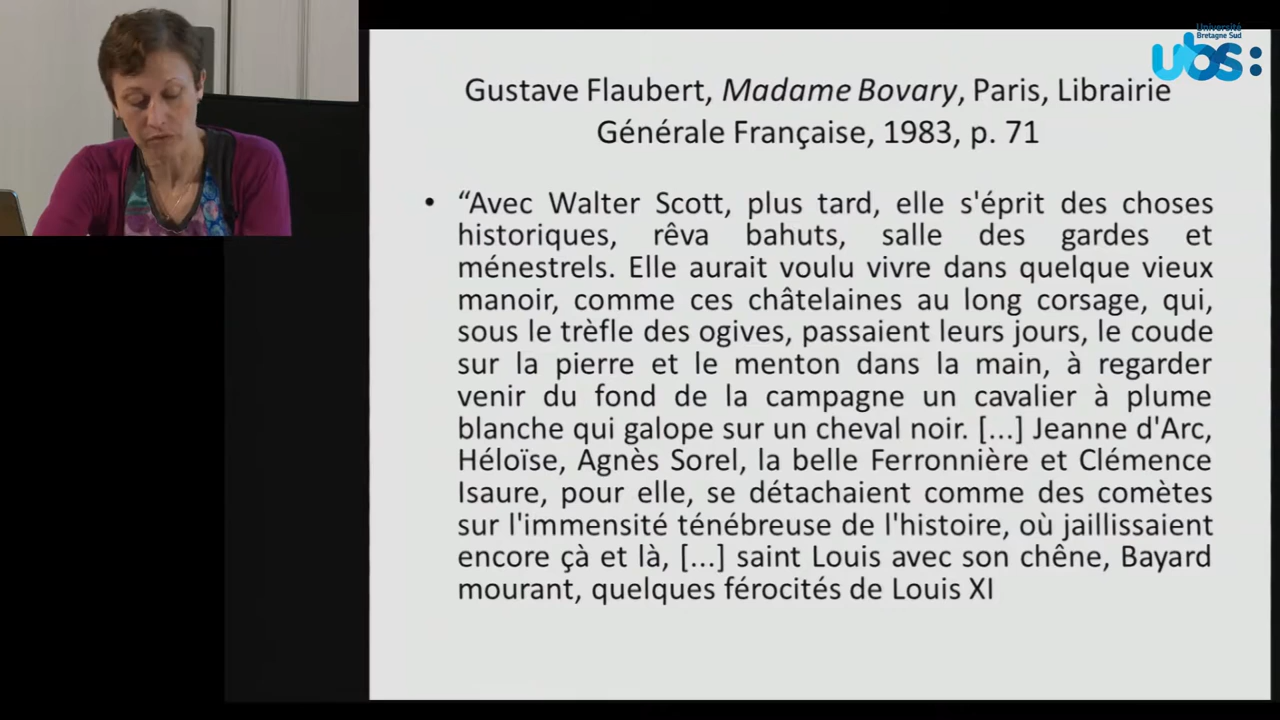 Université
Bretagne Sud
ubs:
Gustave Flaubert, Madame Bovary, Paris, Librairie
Générale Française, 1983, p. 71
• “Avec Walter Scott, plus tard, elle s'éprit des choses
historiques, rêva bahuts, salle des gardes et
ménestrels. Elle aurait voulu vivre dans quelque vieux
manoir, comme ces châtelaines au long corsage, qui,
sous le trèfle des ogives, passaient leurs jours, le coude
sur la pierre et le menton dans la main, à regarder
venir du fond de la campagne un cavalier à plume
blanche qui galope sur un cheval noir. [...] Jeanne d'Arc,
Héloïse, Agnès Sorel, la belle Ferronnière et Clémence
Isaure, pour elle, se détachaient comme des comètes
sur l'immensité ténébreuse de l'histoire, où jaillissaient
encore çà et là, [...] saint Louis avec son chêne, Bayard
mourant, quelques férocités de Louis XI